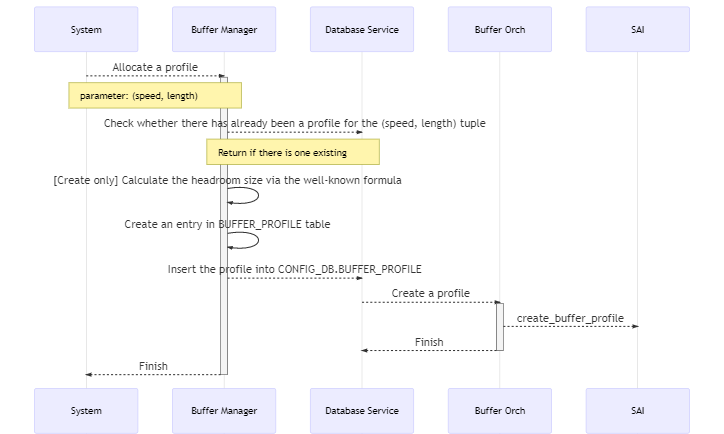 System
Buffer Manager
Database Service
Buffer Orch
SAI
Allocate a profile
parameter: (speed, length)
Check whether there has already been a profile for the (speed, length) tuple
Return if there is one existing
[Create only] Calculate the headroom size via the well-known formula
Create an entry in BUFFER_PROFILE table
Insert the profile into CONFIG_DB.BUFFER_PROFILE
Create a profile
create_buffer_profile
Finish
Finish
System
Buffer Manager
Database Service
Buffer Orch
SAI